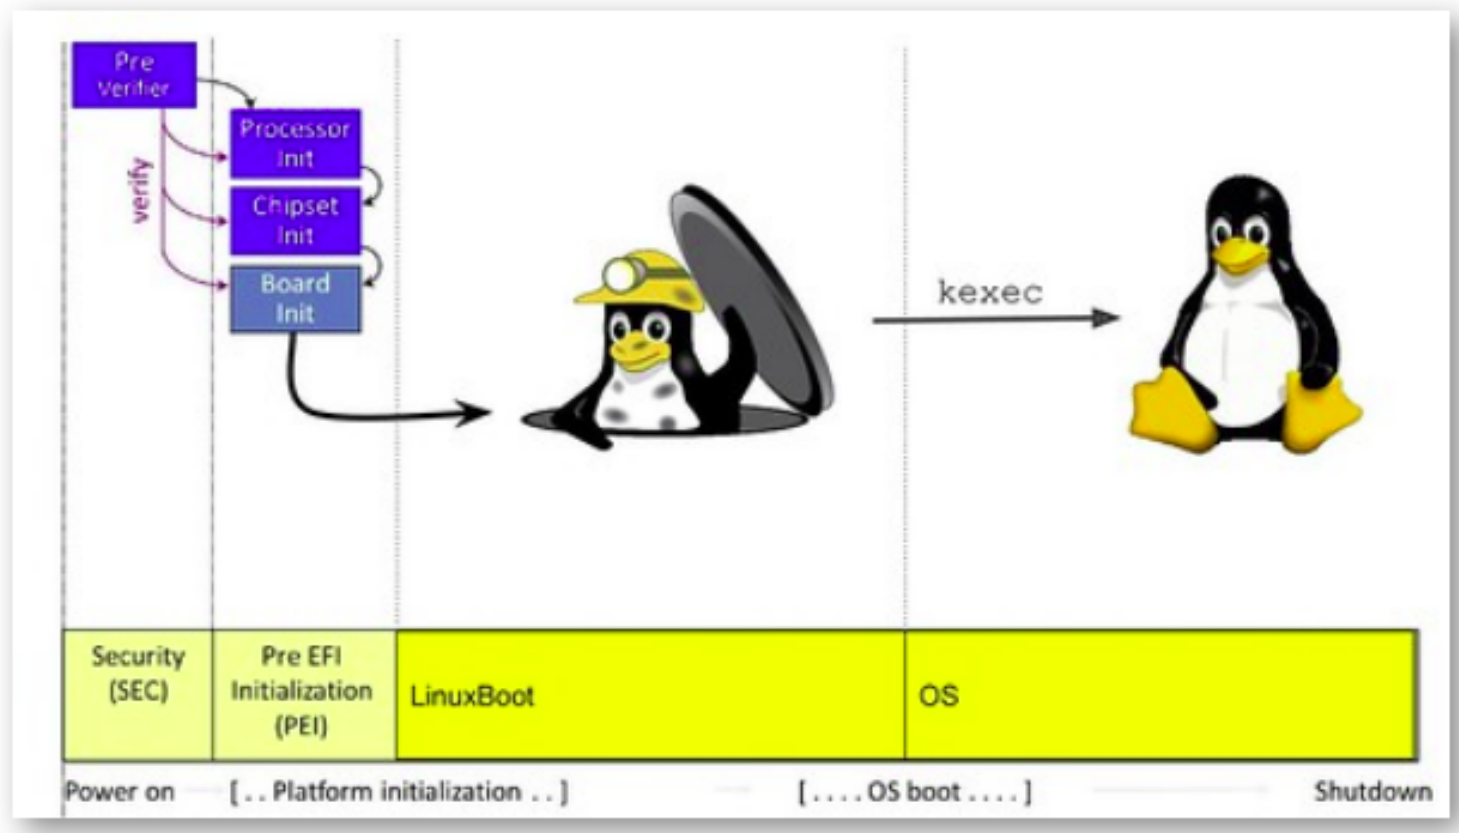 Pre
Verifier
Processor
Init
verify
Chipset
Init
Board
Init
kexec
Security
(SEC)
Pre EFI
Initialization
(PEI)
LinuxBoot
OS
Power on
[ . . Platform initialization . . ]
[ . . . . OS boot . . . . ]
Shutdown